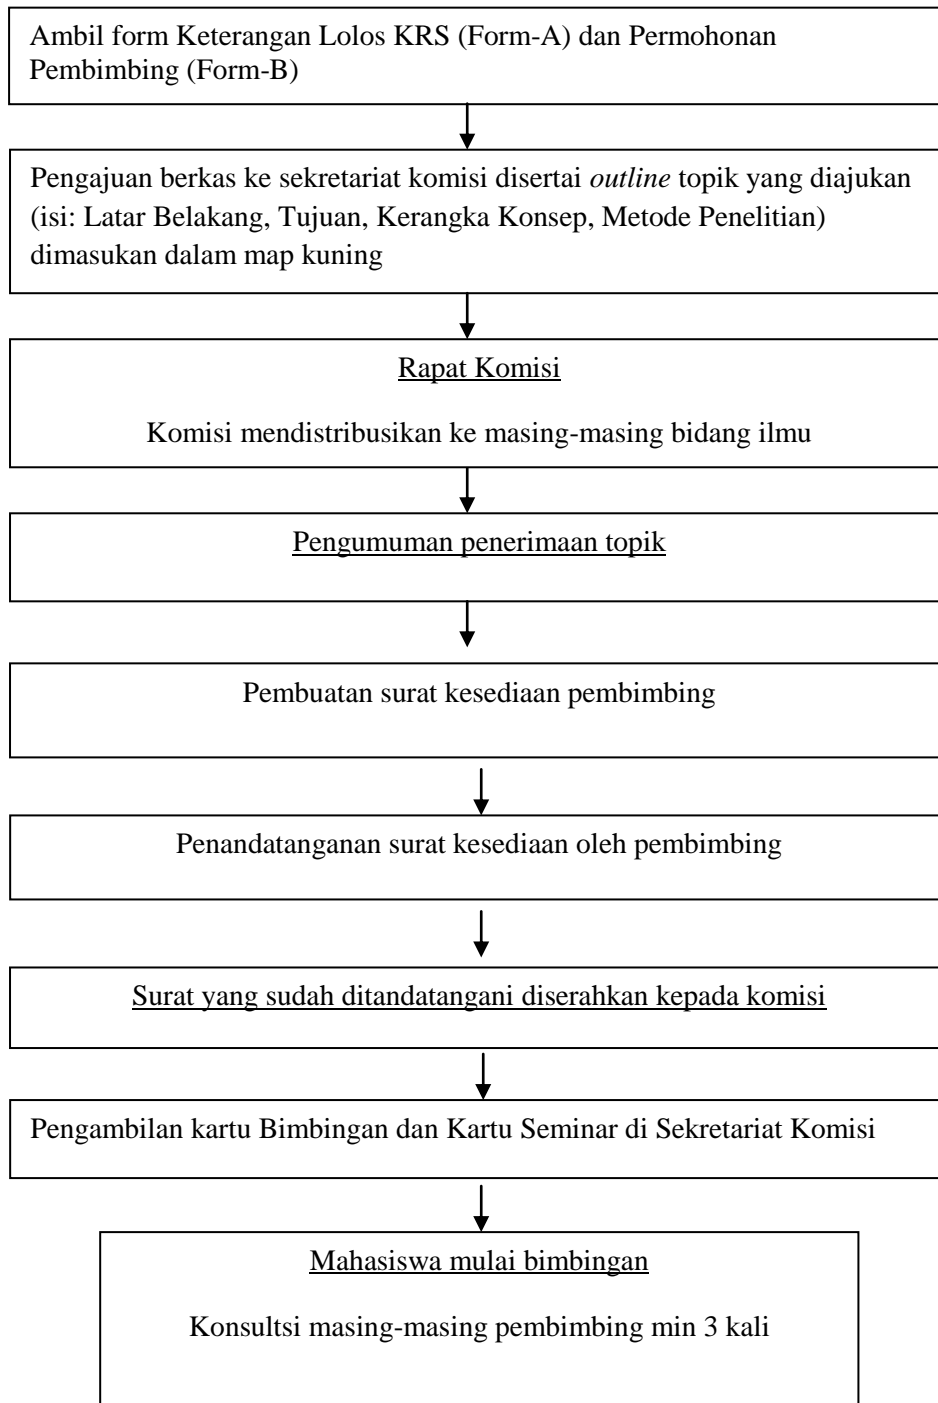 Ambil form Keterangan Lolos KRS (Form-A) dan Permohonan
Pembimbing (Form-B)
Pengajuan berkas ke sekretariat komisi disertai outline topik yang diajukan
(isi: Latar Belakang, Tujuan, Kerangka Konsep, Metode Penelitian)
dimasukan dalam map kuning
Rapat Komisi
Komisi mendistribusikan ke masing-masing bidang ilmu
Pengumuman penerimaan topik
Pembuatan surat kesediaan pembimbing
Penandatanganan surat kesediaan oleh pembimbing
Surat yang sudah ditandatangani diserahkan kepada komisi
Pengambilan kartu Bimbingan dan Kartu Seminar di Sekretariat Komisi
Mahasiswa mulai bimbingan
Konsultsi masing-masing pembimbing min 3 kali